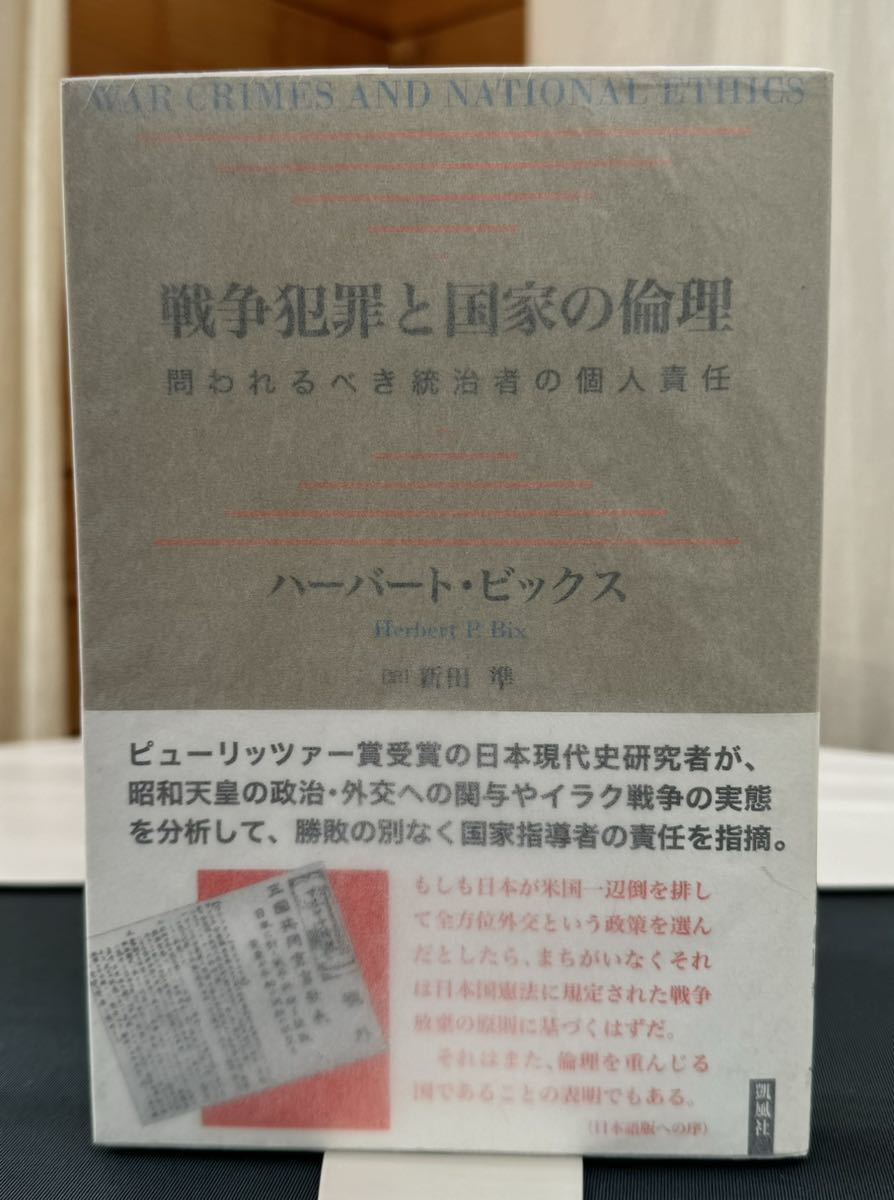 WAR CRIMES AND NATIONAL ETHICS
戦争犯罪と国家の倫理
問われるべき統治者の個人責任
ハーバート・ビックス
Herbert P. Bix
[訳] 新田 準
ピューリッツァー賞受賞の日本現代史研究者が、
昭和天皇の政治・外交への関与やイラク戦争の実態
を分析して、勝敗の別なく国家指導者の責任を指摘。
もしも日本が米国一辺倒を排し
て全方位外交という政策を選ん
だとしたら、まちがいなくそれ
は日本国憲法に規定された戦争
放棄の原則に基づくはずだ。
それはまた、倫理を重んじる
国であることの表明でもある。
(日本語版への序)
号外
凱風社